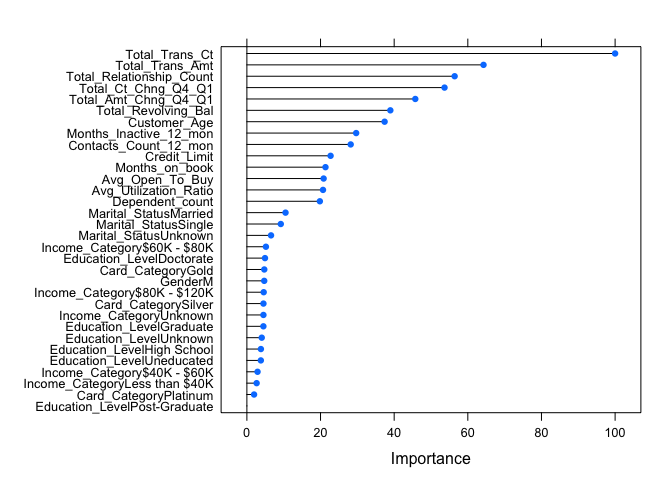 Total_Trans_Ct
Total_Trans_Amt
Total_Relationship_Count
Total_Ct_Chng_Q4_Q1
Total_Amt_Chng_Q4_Q1
Total_Revolving_Bal
Customer_Age
Months_Inactive_12_mon
Contacts_Count_12_mon
Credit_Limit
Months_on_book
Avg_Open_To_Buy
Avg_Utilization_Ratio
Dependent_count
Marital_StatusMarried
Marital_StatusSingle
Marital_StatusUnknown
Income_Category$60K - $80K
Education_LevelDoctorate
Card_CategoryGold
GenderM
Income_Category$80K - $120K
Card_CategorySilver
Income_CategoryUnknown
Education_LevelGraduate
Education_LevelUnknown
Education_LevelHigh School
Education_LevelUneducated
Income_Category$40K - $60K
Income_CategoryLess than $40K
Card_CategoryPlatinum
Education_LevelPost-Graduate
0 20 40 60 80 100
Importance